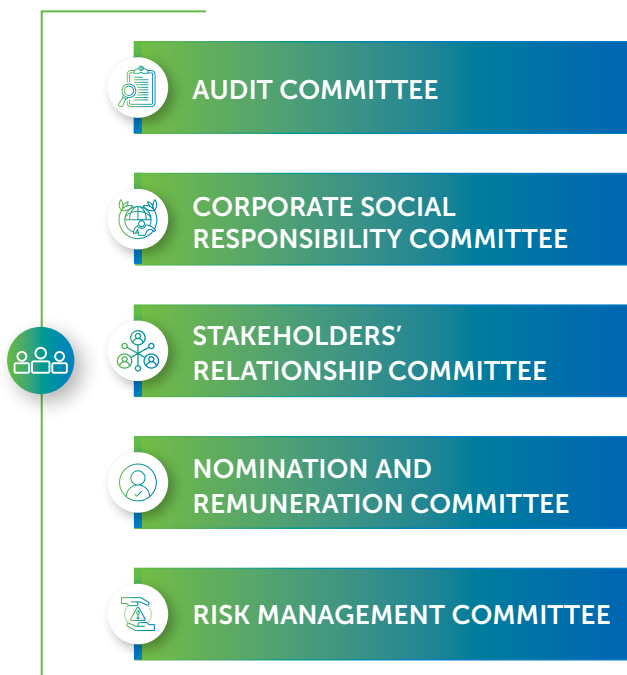 AUDIT COMMITTEE
CORPORATE SOCIAL
RESPONSIBILITY COMMITTEE
STAKEHOLDERS’
RELATIONSHIP COMMITTEE
NOMINATION AND
REMUNERATION COMMITTEE
RISK MANAGEMENT COMMITTEE